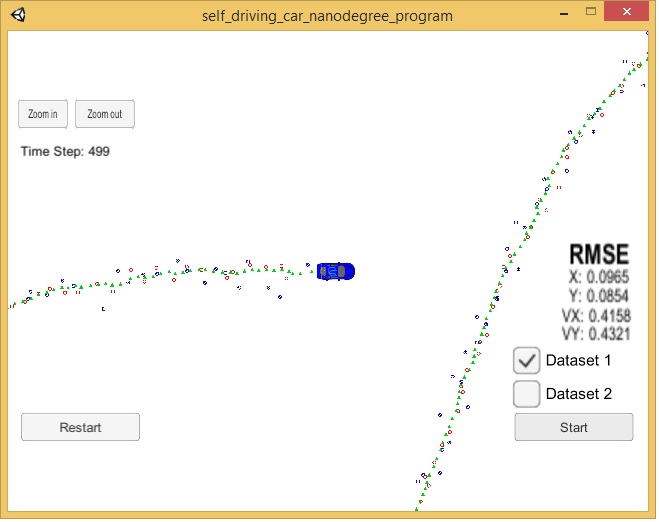 self_driving_car_nanodegree_program
Zoom in
Zoom out
Time Step: 499
RMSE
X: 0.0965
Y: 0.0854
VX: 0.4158
VY: 0.4321
Dataset 1
Dataset 2
Restart
Start